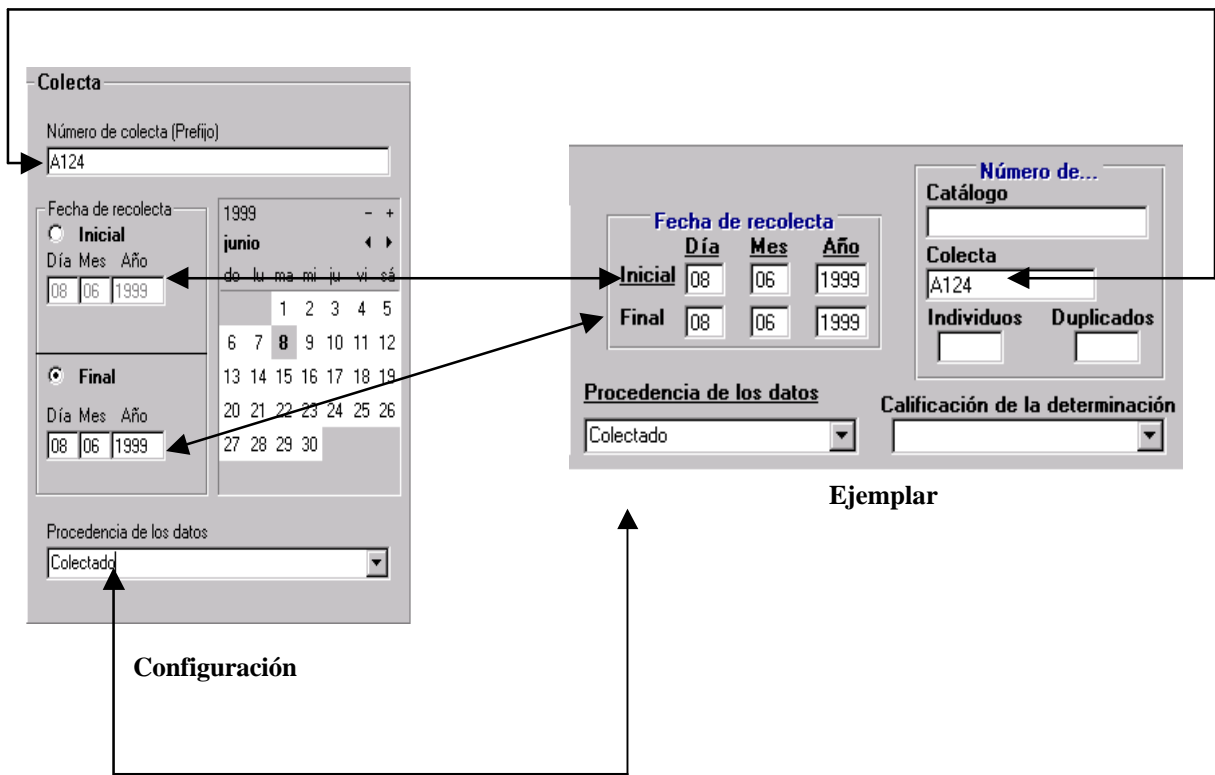 Colecta
Número de colecta (Prefijo)
A124
Fecha de recolecta
Inicial
Día Mes Año
08 06 1999
Final
Día Mes Año
08 06 1999
1999 - +
junio
do lu ma mi ju vi sá
1 2 3 4 5
6 7 8 9 10 11 12
13 14 15 16 17 18 19
20 21 22 23 24 25 26
27 28 29 30
Procedencia de los datos
Colectado
Configuración
Fecha de recolecta
Día Mes Año
Inicial 08 06 1999
Final 08 06 1999
Número de...
Catálogo
Colecta
A124
Individuos Duplicados
Procedencia de los datos
Colectado
Calificación de la determinación
Ejemplar